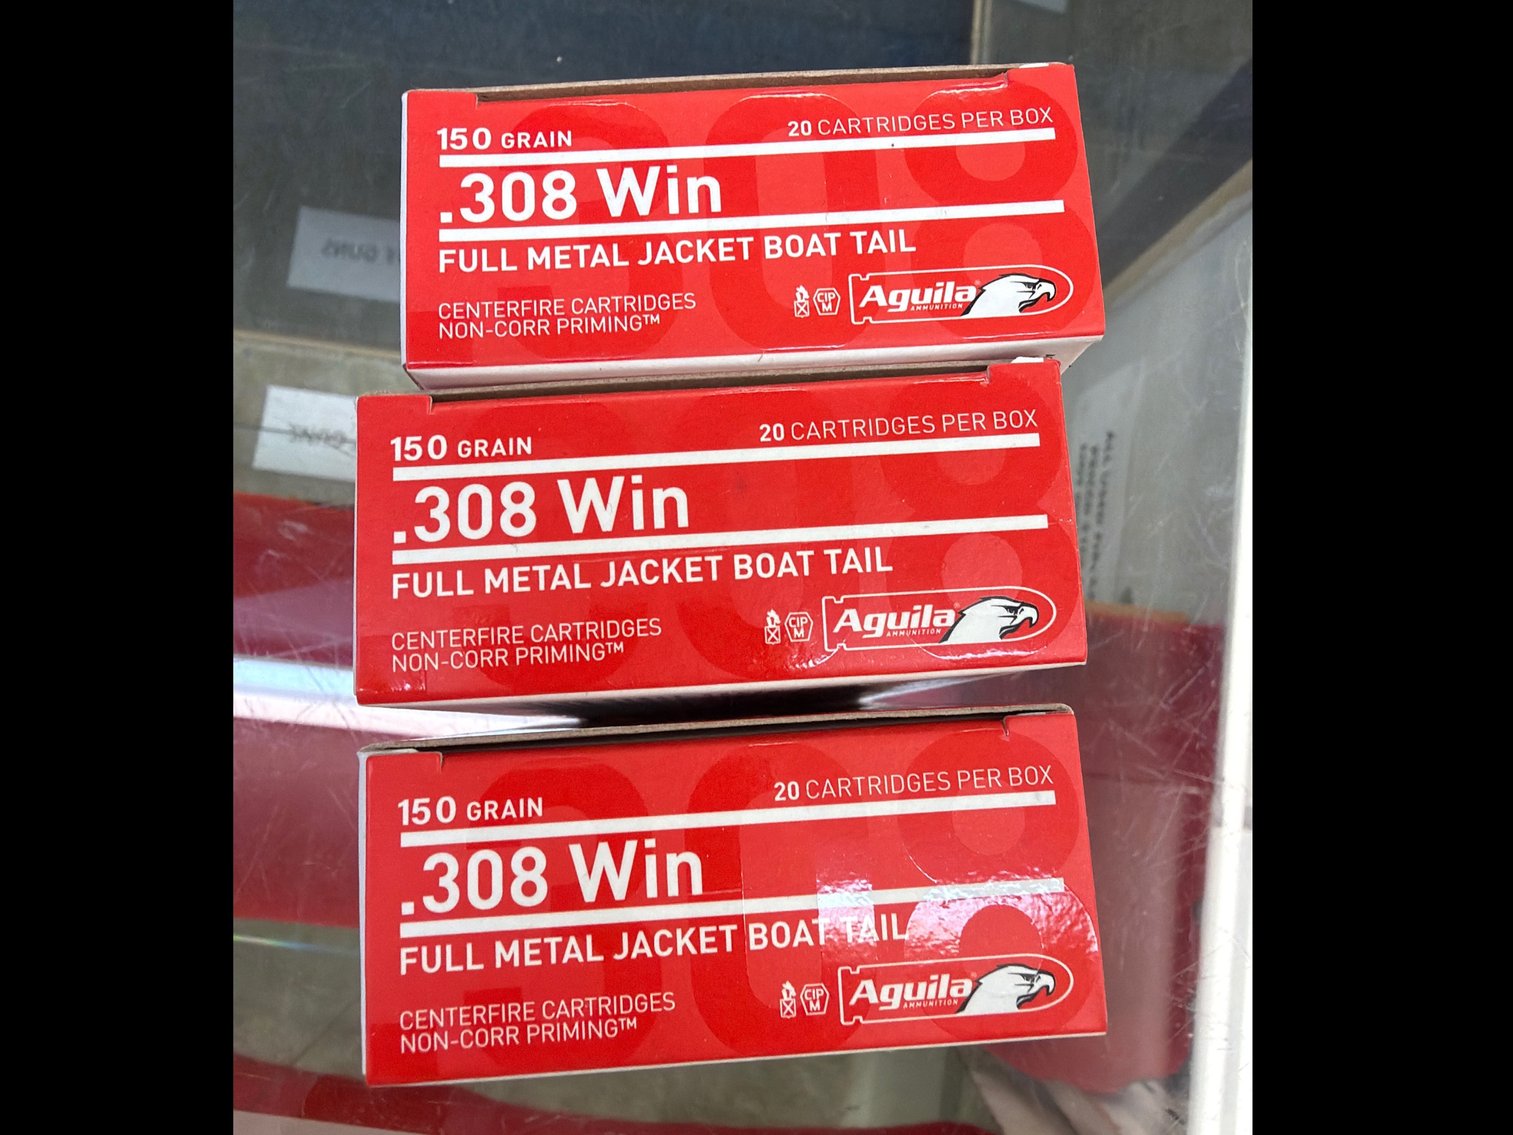 150 GRAIN
20 CARTRIDGES PER BOX
.308 Win
FULL METAL JACKET BOAT TAIL
CENTERFIRE CARTRIDGES
NON-CORR PRIMING™
CIP
M
Aguila®
AMMUNITION
150 GRAIN
20 CARTRIDGES PER BOX
.308 Win
FULL METAL JACKET BOAT TAIL
CENTERFIRE CARTRIDGES
NON-CORR PRIMING™
CIP
M
Aguila®
AMMUNITION
150 GRAIN
20 CARTRIDGES PER BOX
.308 Win
FULL METAL JACKET BOAT TAIL
CENTERFIRE CARTRIDGES
NON-CORR PRIMING™
CIP
M
Aguila®
AMMUNITION